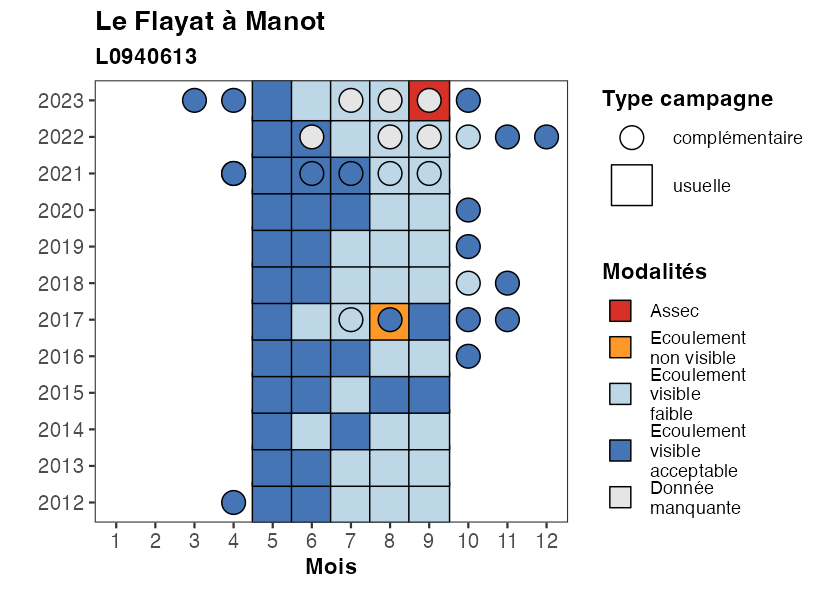 Le Flayat à Manot
L0940613
2023
2022
2021
2020
2019
2018
2017
2016
2015
2014
2013
2012
1 2 3 4 5 6 7 8 9 10 11 12
Mois
Type campagne
complémentaire
usuelle
Modalités
Assec
Ecoulement
non visible
Ecoulement
visible
faible
Ecoulement
visible
acceptable
Donnée
manquante